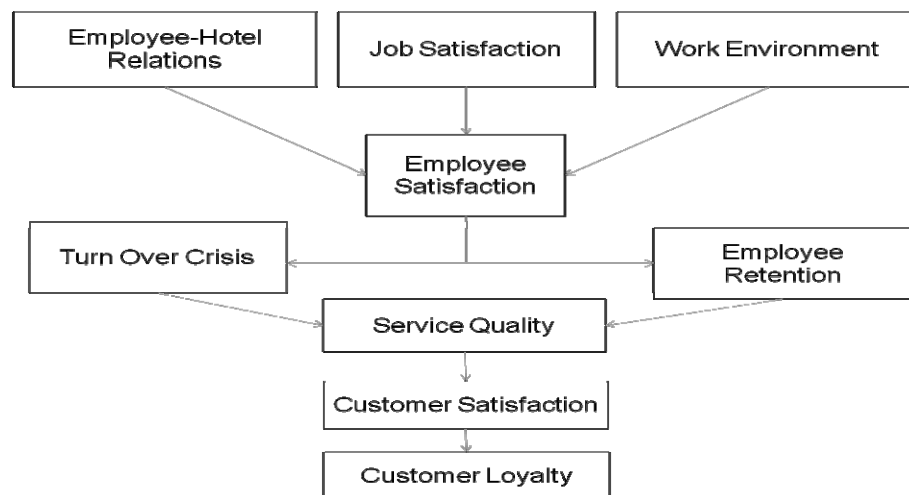 Employee-Hotel
Relations
Job Satisfaction
Work Environment
Employee
Satisfaction
Turn Over Crisis
Employee
Retention
Service Quality
Customer Satisfaction
Customer Loyalty